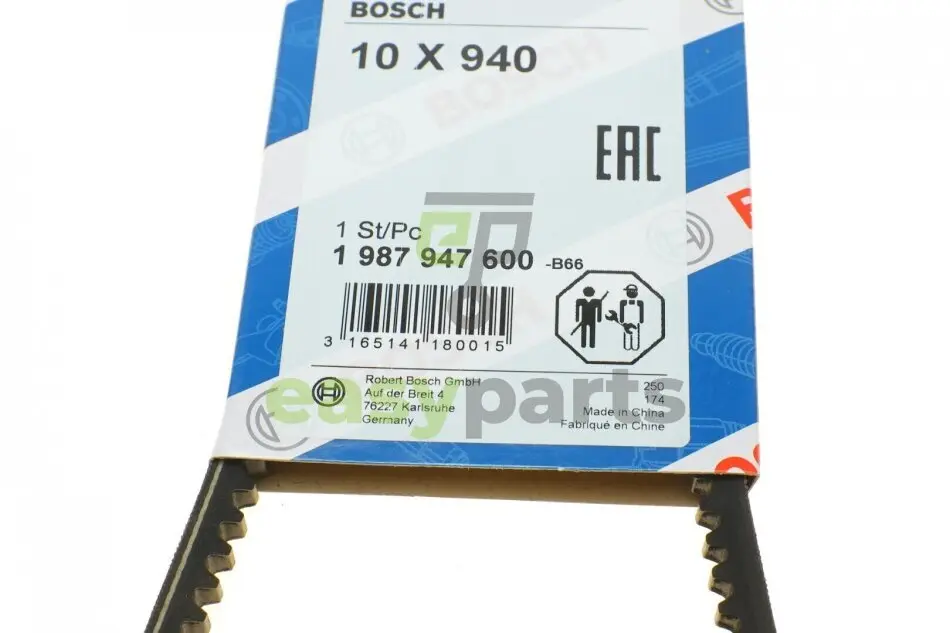 BOSCH
10 X 940
BOSCH
EAC
1 St/Pc
1 987 947 600 -B66
3 165141 180015
easyparts
Robert Bosch GmbH
Auf der Breit 4
76227 Karlsruhe
Germany
250
174
Made in China
Fabriqué en Chine